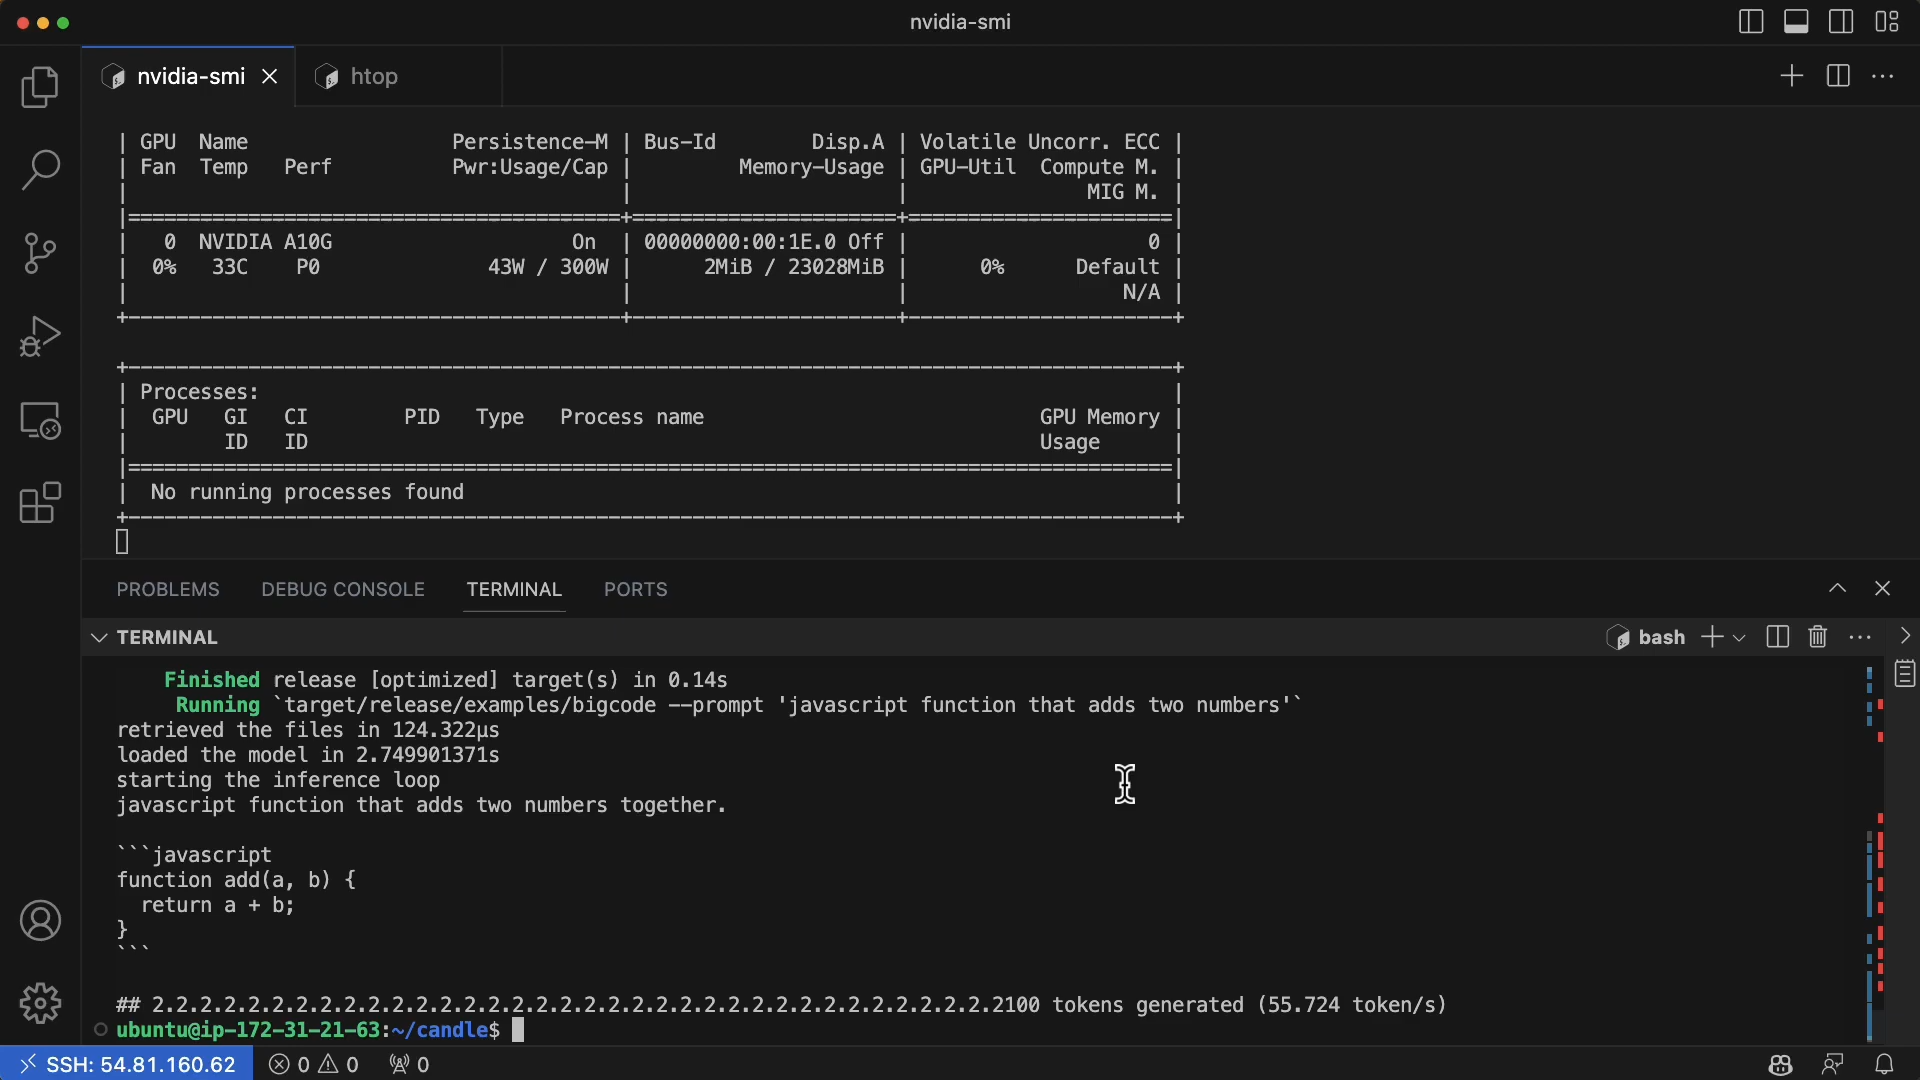 nvidia-smi
nvidia-smi
htop
| GPU  Name                 Persistence-M | Bus-Id        Disp.A | Volatile Uncorr. ECC |
| Fan  Temp   Perf          Pwr:Usage/Cap |         Memory-Usage | GPU-Util  Compute M. |
|                                         |                      |               MIG M. |
|=========================================+======================+======================|
|   0  NVIDIA A10G                    On  | 00000000:00:1E.0 Off |                    0 |
|  0%   33C    P0              43W / 300W |      2MiB / 23028MiB |      0%      Default |
|                                         |                      |                  N/A |
+-----------------------------------------+----------------------+----------------------+
+---------------------------------------------------------------------------------------+
| Processes:                                                                            |
|  GPU   GI   CI        PID   Type   Process name                            GPU Memory |
|        ID   ID                                                             Usage      |
|=======================================================================================|
|  No running processes found                                                           |
+---------------------------------------------------------------------------------------+
PROBLEMS
DEBUG CONSOLE
TERMINAL
PORTS
TERMINAL
bash
    Finished release [optimized] target(s) in 0.14s
     Running `target/release/examples/bigcode --prompt 'javascript function that adds two numbers'`
retrieved the files in 124.322µs
loaded the model in 2.749901371s
starting the inference loop
javascript function that adds two numbers together.
```javascript
function add(a, b) {
  return a + b;
}
```
## 2.2.2.2.2.2.2.2.2.2.2.2.2.2.2.2.2.2.2.2.2.2.2.2.2.2.2.2.2.2.2.2.2.2.2.2100 tokens generated (55.724 token/s)
ubuntu@ip-172-31-21-63:~/candle$
SSH: 54.81.160.62
0
0
0